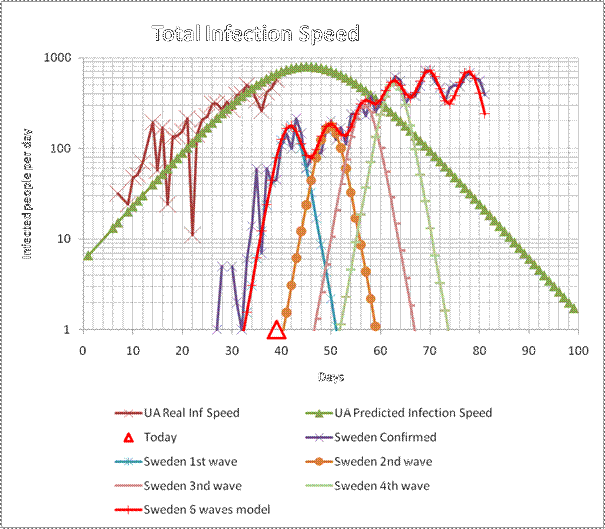 Total Infection Speed
Infected people per day
1000
100
10
1
0 10 20 30 40 50 60 70 80 90 100
Days
UA Real Inf Speed UA Predicted Infection Speed
Today Sweden Confirmed
Sweden 1st wave Sweden 2nd wave
Sweden 3nd wave Sweden 4th wave
Sweden 6 waves model